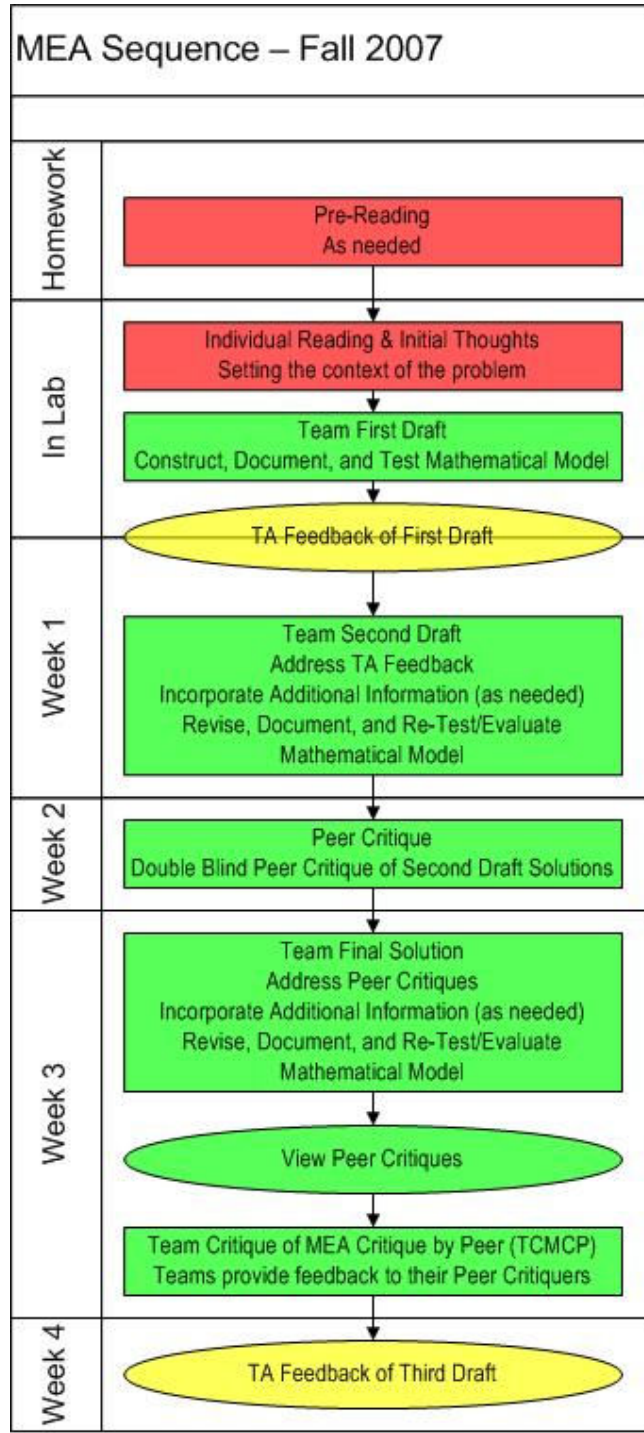 MEA Sequence – Fall 2007
Homework
Pre-Reading
As needed
In Lab
Individual Reading & Initial Thoughts
Setting the context of the problem
Team First Draft
Construct, Document, and Test Mathematical Model
TA Feedback of First Draft
Week 1
Team Second Draft
Address TA Feedback
Incorporate Additional Information (as needed)
Revise, Document, and Re-Test/Evaluate
Mathematical Model
Week 2
Peer Critique
Double Blind Peer Critique of Second Draft Solutions
Week 3
Team Final Solution
Address Peer Critiques
Incorporate Additional Information (as needed)
Revise, Document, and Re-Test/Evaluate
Mathematical Model
View Peer Critiques
Team Critique of MEA Critique by Peer (TCMCP)
Teams provide feedback to their Peer Critiquers
Week 4
TA Feedback of Third Draft